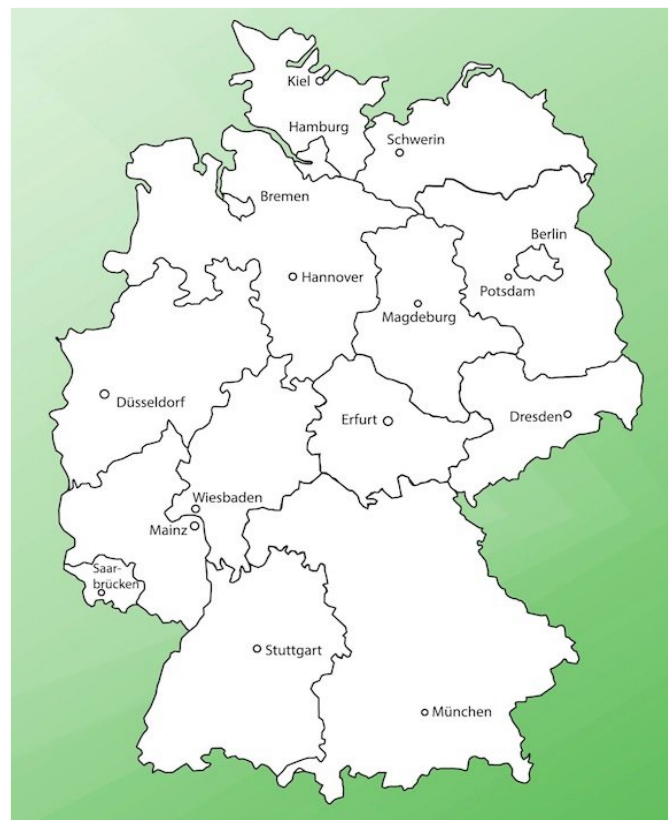 Kiel
Hamburg
Schwerin
Bremen
Berlin
Hannover
Potsdam
Magdeburg
Düsseldorf
Erfurt
Dresden
Wiesbaden
Mainz
Saar-
brücken
Stuttgart
München